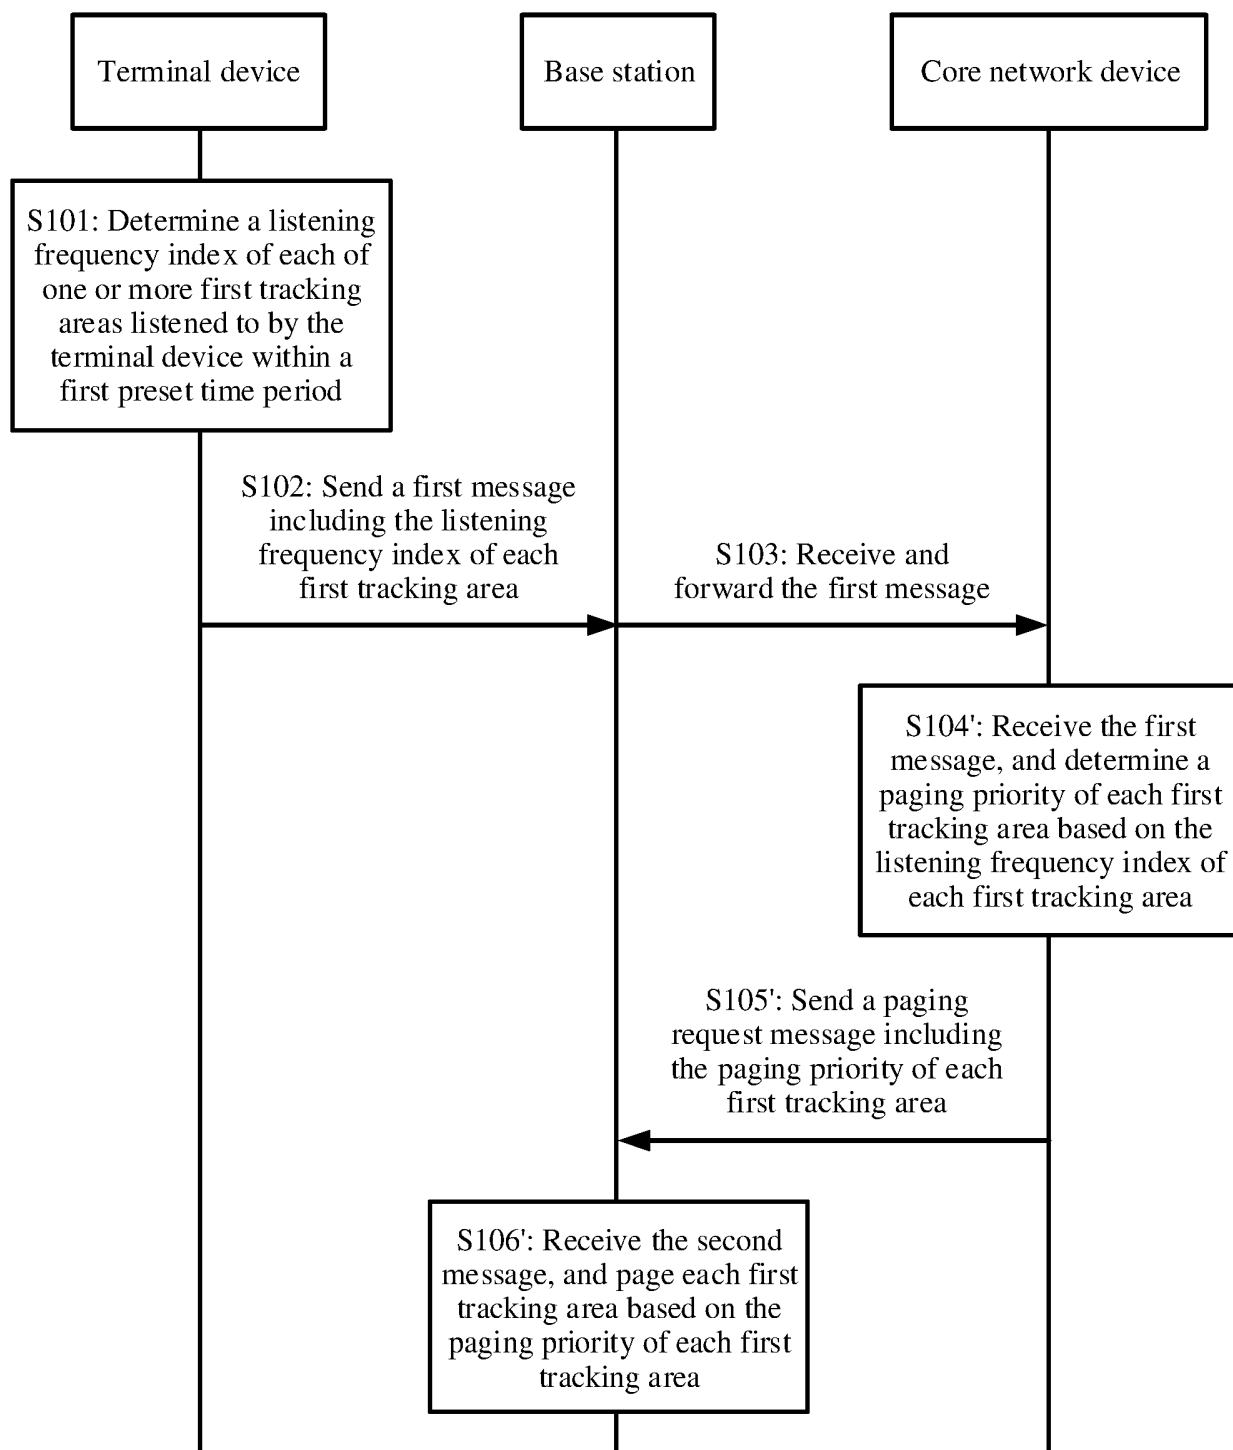 Terminal device
Base station
Core network device
S101: Determine a listening
frequency index of each of
one or more first tracking
areas listened to by the
terminal device within a
first preset time period
S102: Send a first message
including the listening
frequency index of each
first tracking area
S103: Receive and
forward the first message
S104': Receive the first
message, and determine a
paging priority of each first
tracking area based on the
listening frequency index of
each first tracking area
S105': Send a paging
request message including
the paging priority of each
first tracking area
S106': Receive the second
message, and page each first
tracking area based on the
paging priority of each first
tracking area